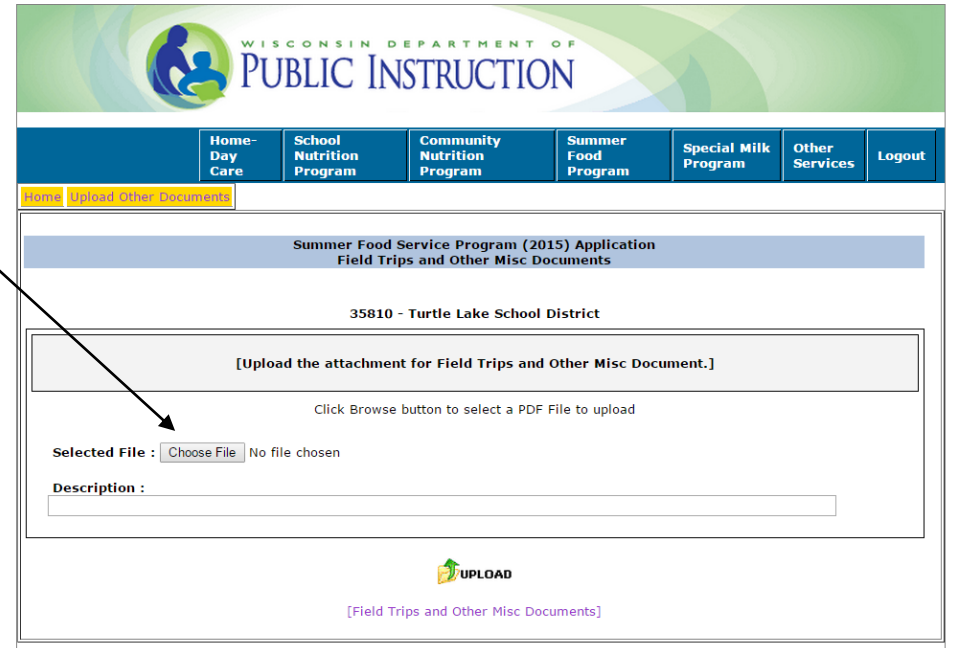 WISCONSIN DEPARTMENT OF
PUBLIC INSTRUCTION
Home-Day Care School Nutrition Program Community Nutrition Program Summer Food Program Special Milk Program Other Services Logout
Home Upload Other Documents
Summer Food Service Program (2015) Application
Field Trips and Other Misc Documents
35810 - Turtle Lake School District
[Upload the attachment for Field Trips and Other Misc Document.]
Click Browse button to select a PDF File to upload
Selected File : Choose File No file chosen
Description :
UPLOAD
[Field Trips and Other Misc Documents]